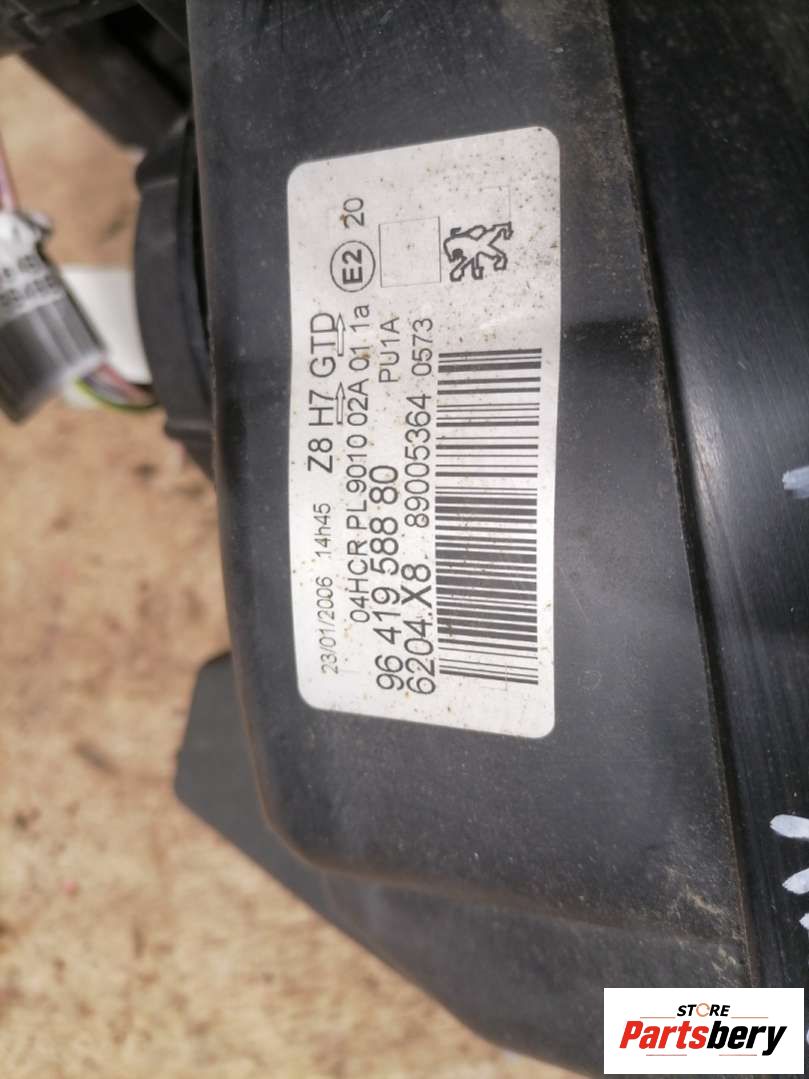 23/01/2006 14h45 Z8 H7 GTD E2 20
04HCR PL 9010 02A 01 1a
PU1A
96 419 588 80
6204.X8 89005364 0573
STORE
Partsbery